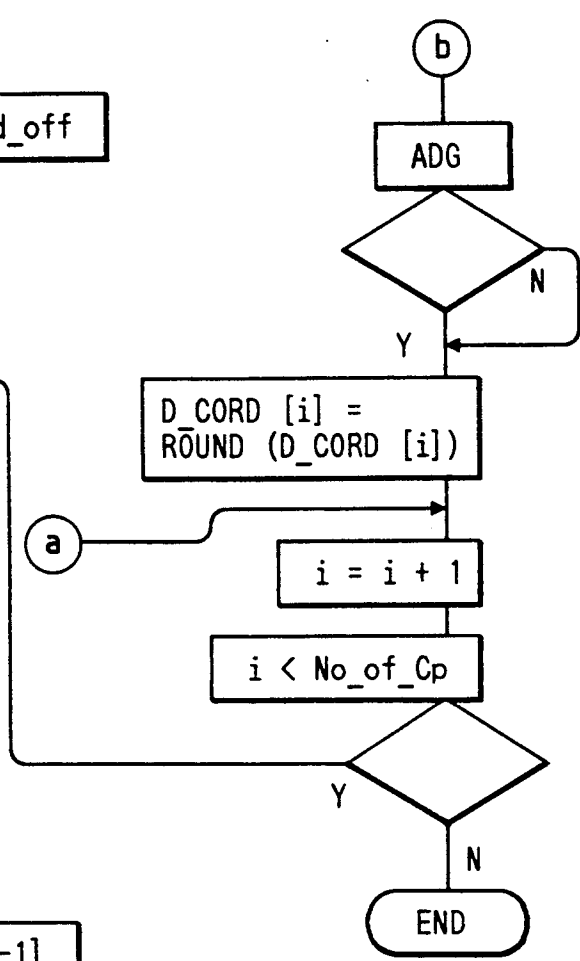 b
d_off
ADG
N
Y
D_CORD [i] =
ROUND (D_CORD [i])
a
i = i + 1
i < No_of_Cp
Y
N
END
-1]